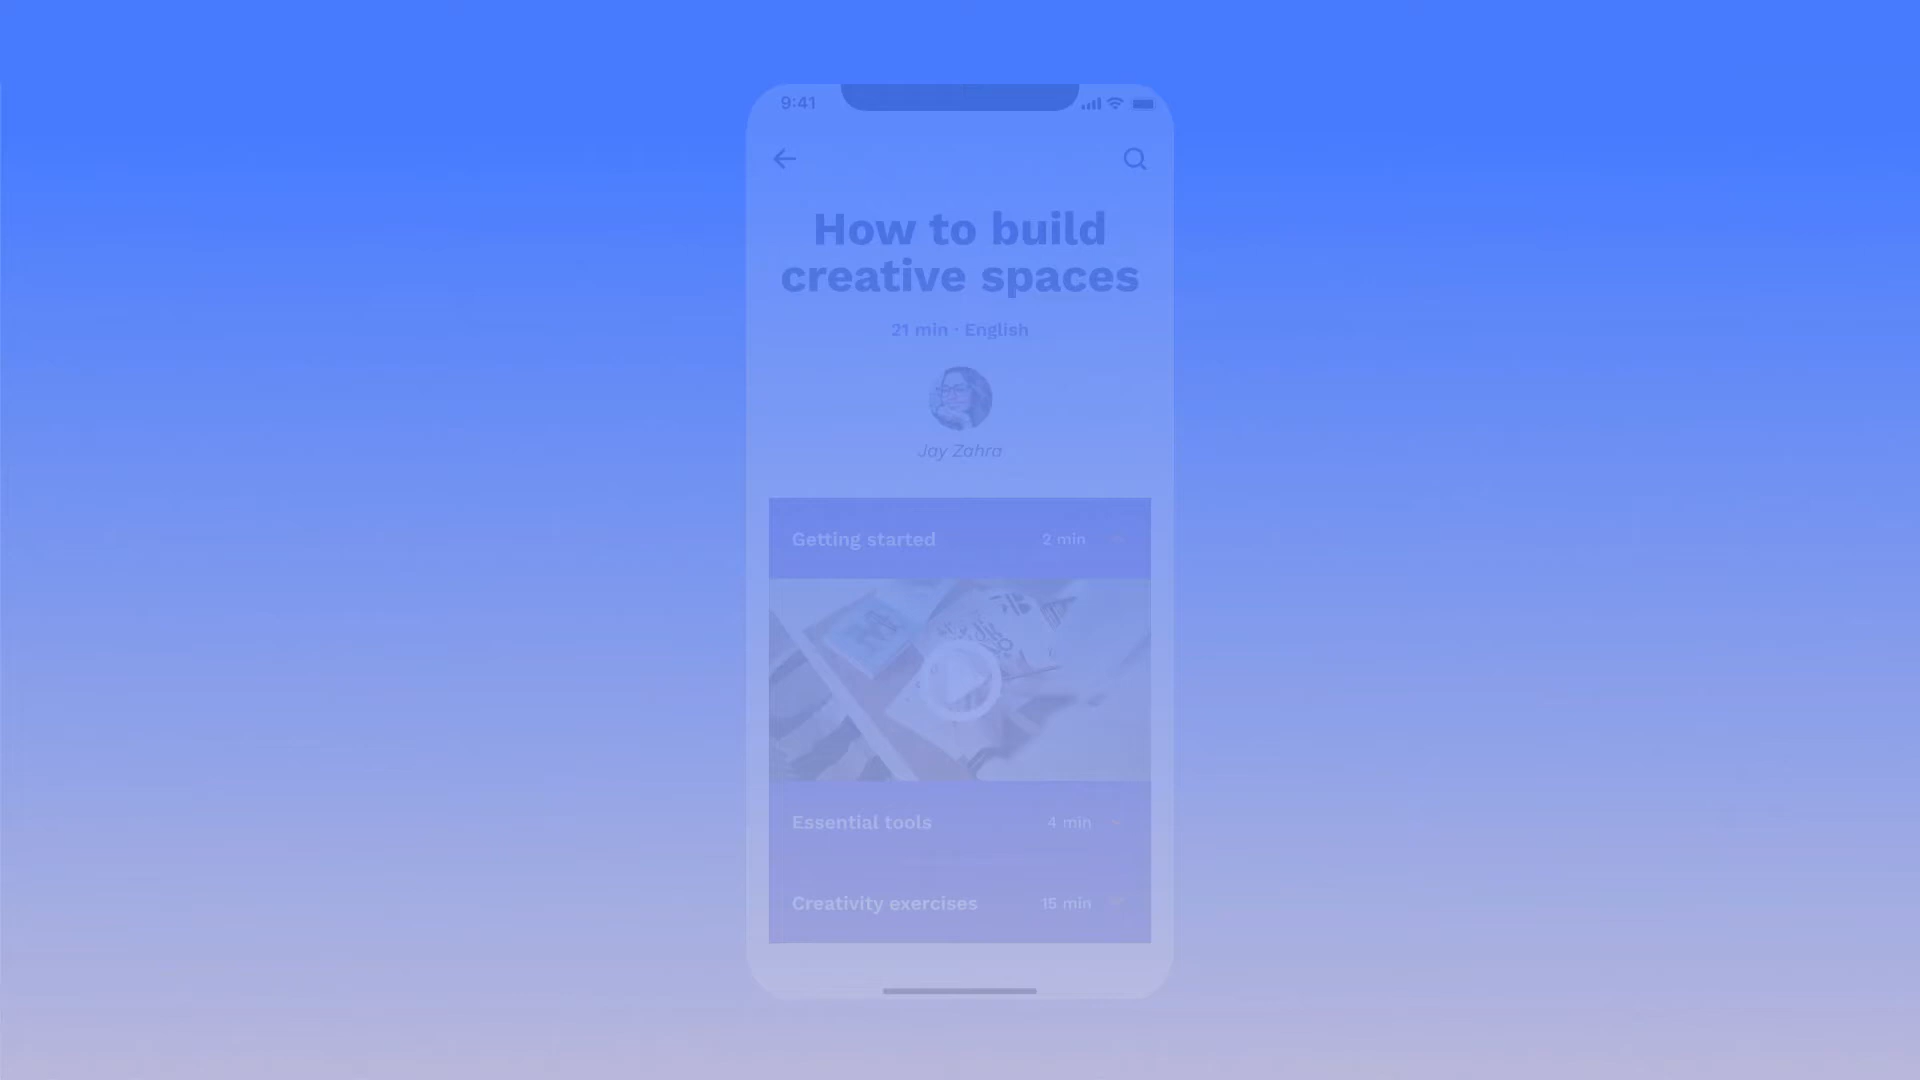 9:41
How to build
creative spaces
21 min · English
Jay Zahra
Getting started 2 min
Essential tools 4 min
Creativity exercises 15 min